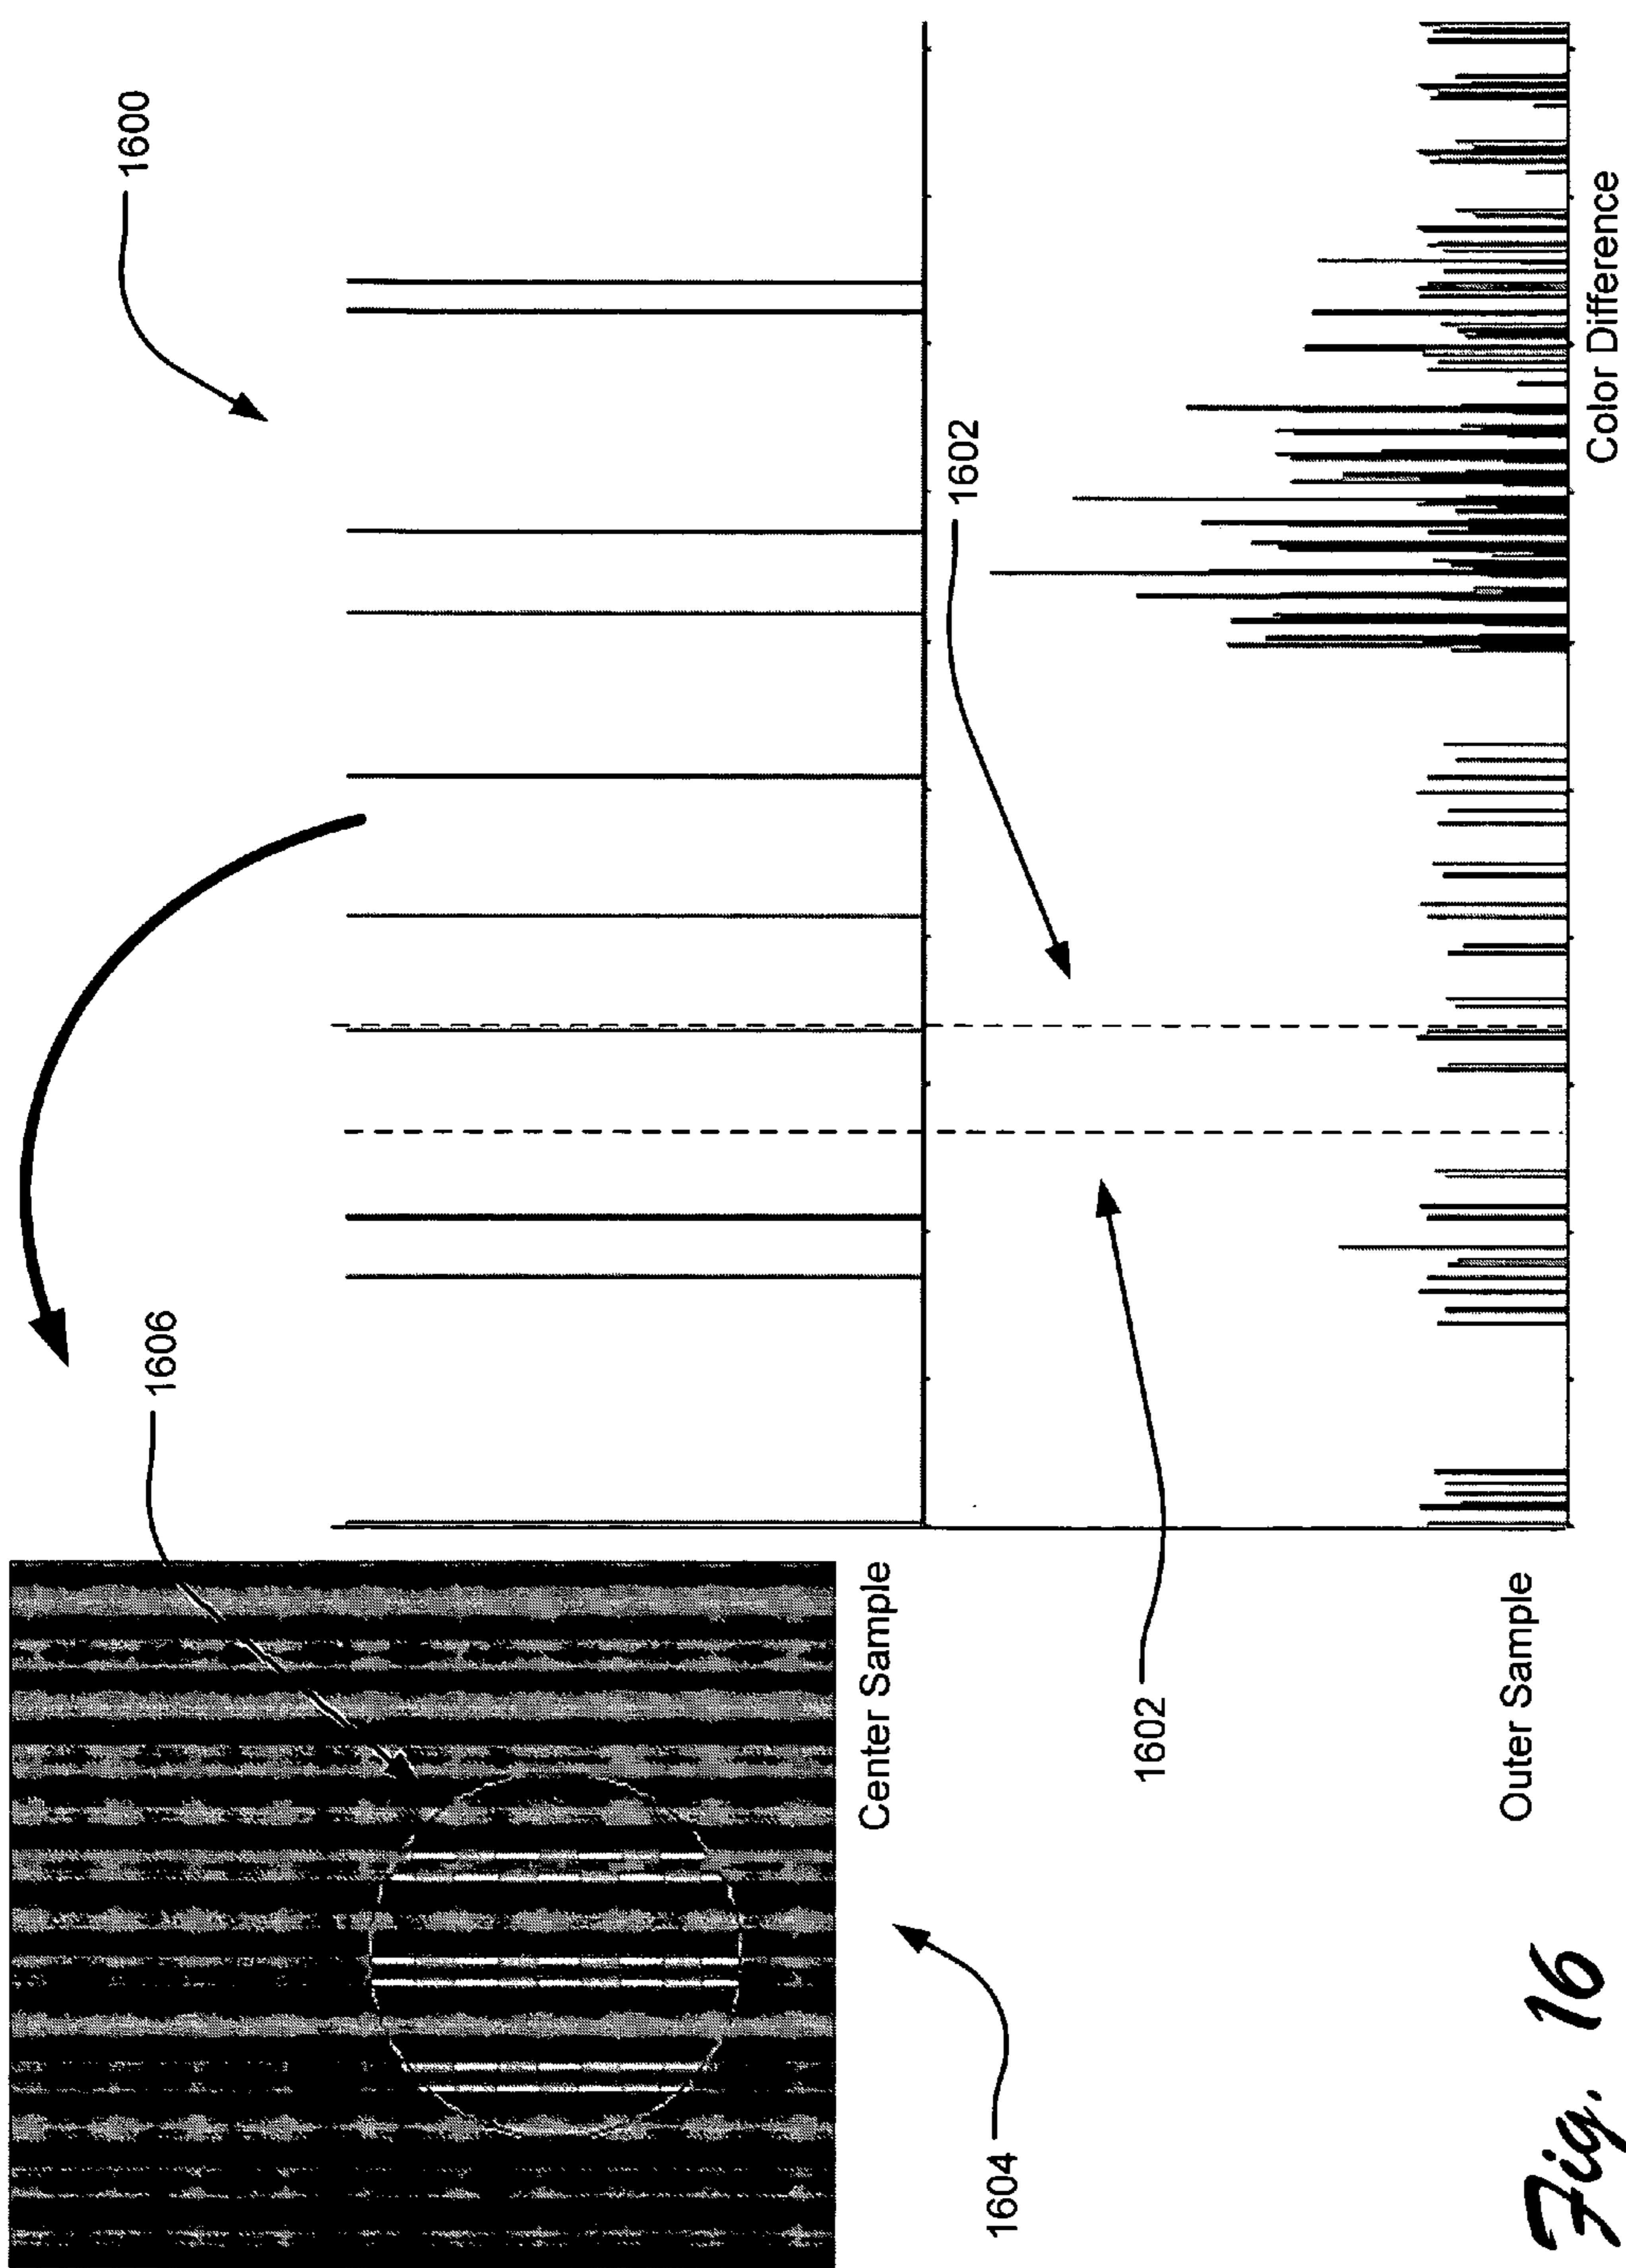 1600
1606
Center Sample
1602
1604
1602
Outer Sample
Color Difference
Fig. 16